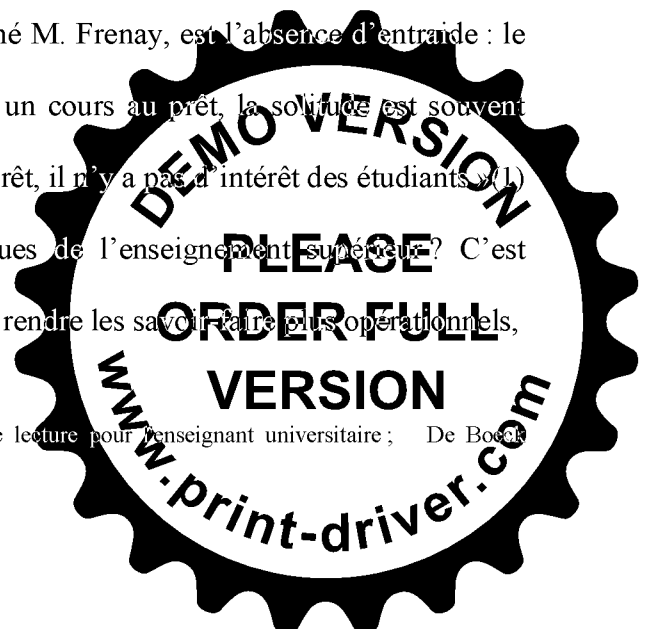 né M. Frenay, est l’absence d’entraide : le
un cours au prêt, la solitude est souvent
rêt, il n’y a pas d’intérêt des étudiants »(1)
ues de l’enseignement supérieur ? C’est
rendre les savoir-faire plus opérationnels,
e lecture pour l’enseignant universitaire ; De Boeck
DEMO VERSION
PLEASE
ORDER FULL
VERSION
www.print-driver.com